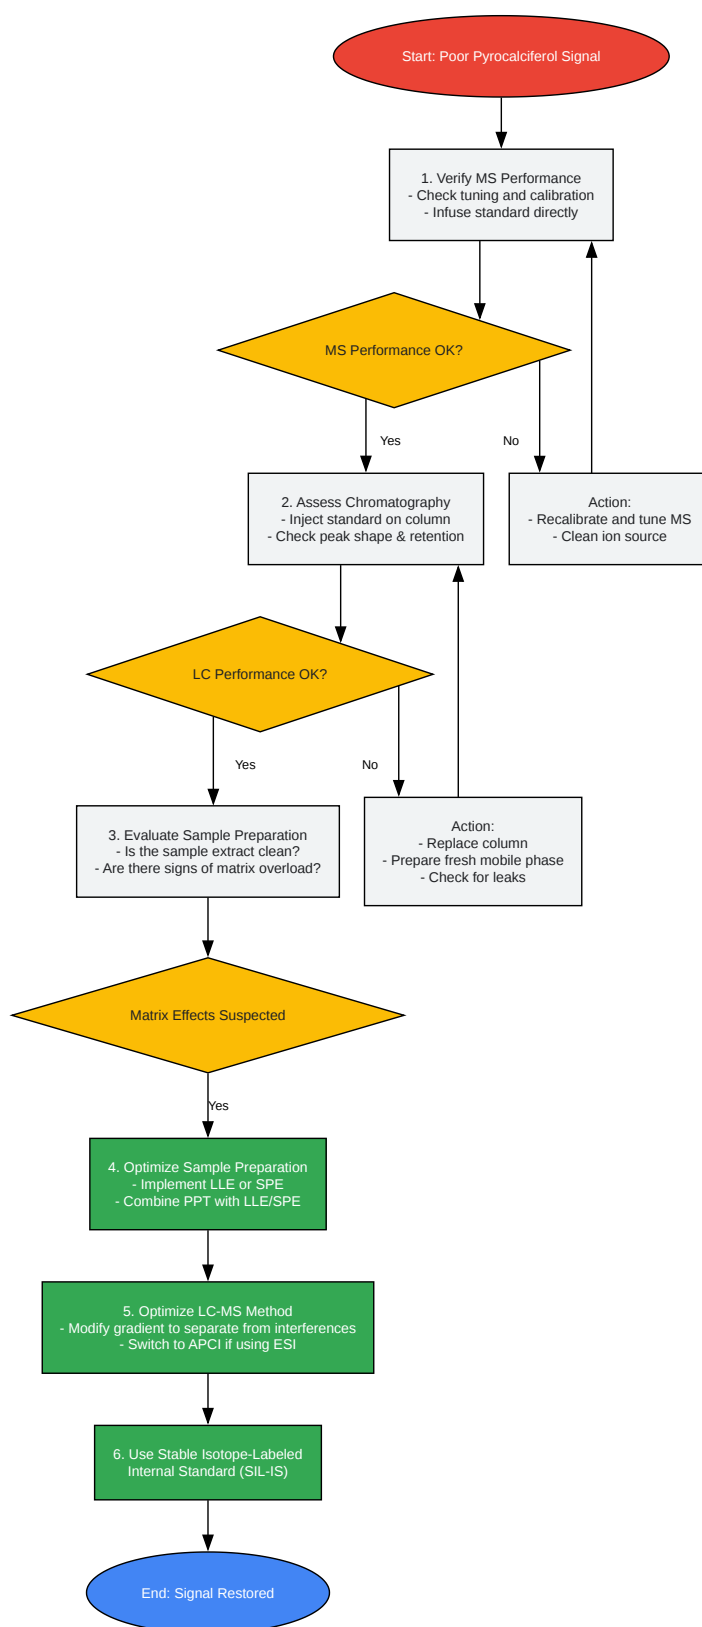 Start: Poor Pyrocalciferol Signal
1. Verify MS Performance
- Check tuning and calibration
- Infuse standard directly
MS Performance OK?
Yes
No
2. Assess Chromatography
- Inject standard on column
- Check peak shape & retention
Action:
- Recalibrate and tune MS
- Clean ion source
LC Performance OK?
Yes
No
3. Evaluate Sample Preparation
- Is the sample extract clean?
- Are there signs of matrix overload?
Action:
- Replace column
- Prepare fresh mobile phase
- Check for leaks
Matrix Effects Suspected
Yes
4. Optimize Sample Preparation
- Implement LLE or SPE
- Combine PPT with LLE/SPE
5. Optimize LC-MS Method
- Modify gradient to separate from interferences
- Switch to APCI if using ESI
6. Use Stable Isotope-Labeled
Internal Standard (SIL-IS)
End: Signal Restored